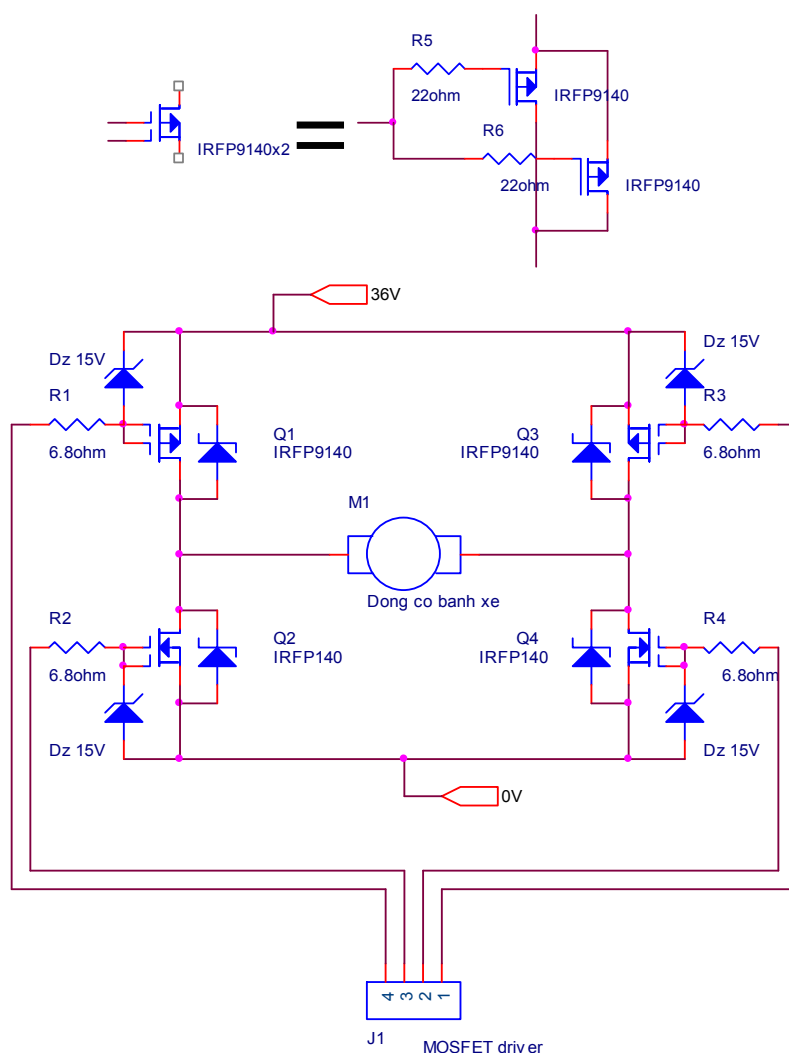 R5
22ohm
IRFP9140
R6
22ohm
IRFP9140
IRFP9140x2
36V
Dz 15V
R1
6.8ohm
Q1
IRFP9140
Q3
IRFP9140
Dz 15V
R3
6.8ohm
M1
Dong co banh xe
R2
6.8ohm
Dz 15V
Q2
IRFP140
Q4
IRFP140
R4
6.8ohm
Dz 15V
0V
4 3 2 1
J1
MOSFET driver